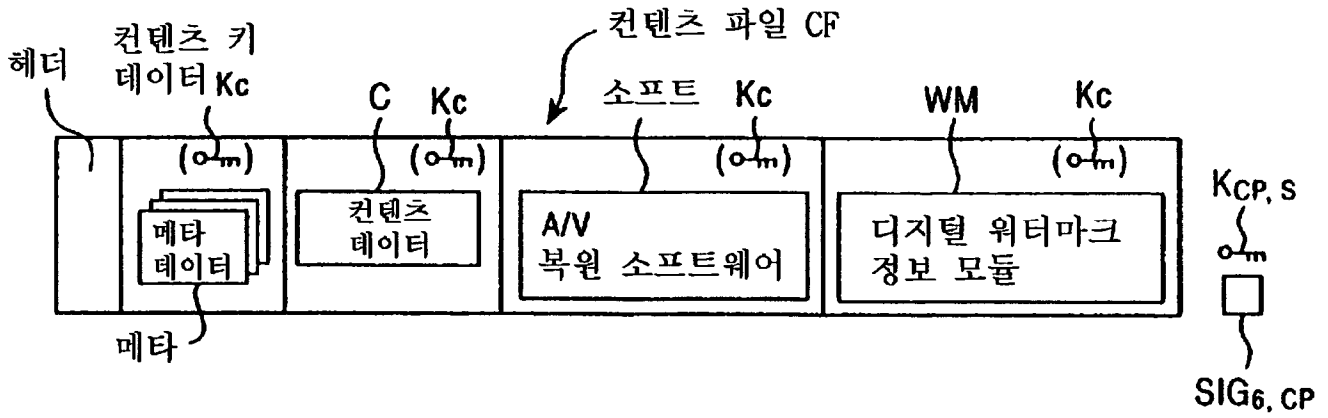 컨텐츠 파일 CF
헤더
컨텐츠 키
데이터 Kc
C
Kc
소프트
Kc
WM
Kc
메타
데이터
컨텐츠
데이터
A/V
복원 소프트웨어
디지털 워터마크
정보 모듈
KCP, S
메타
SIG6, CP